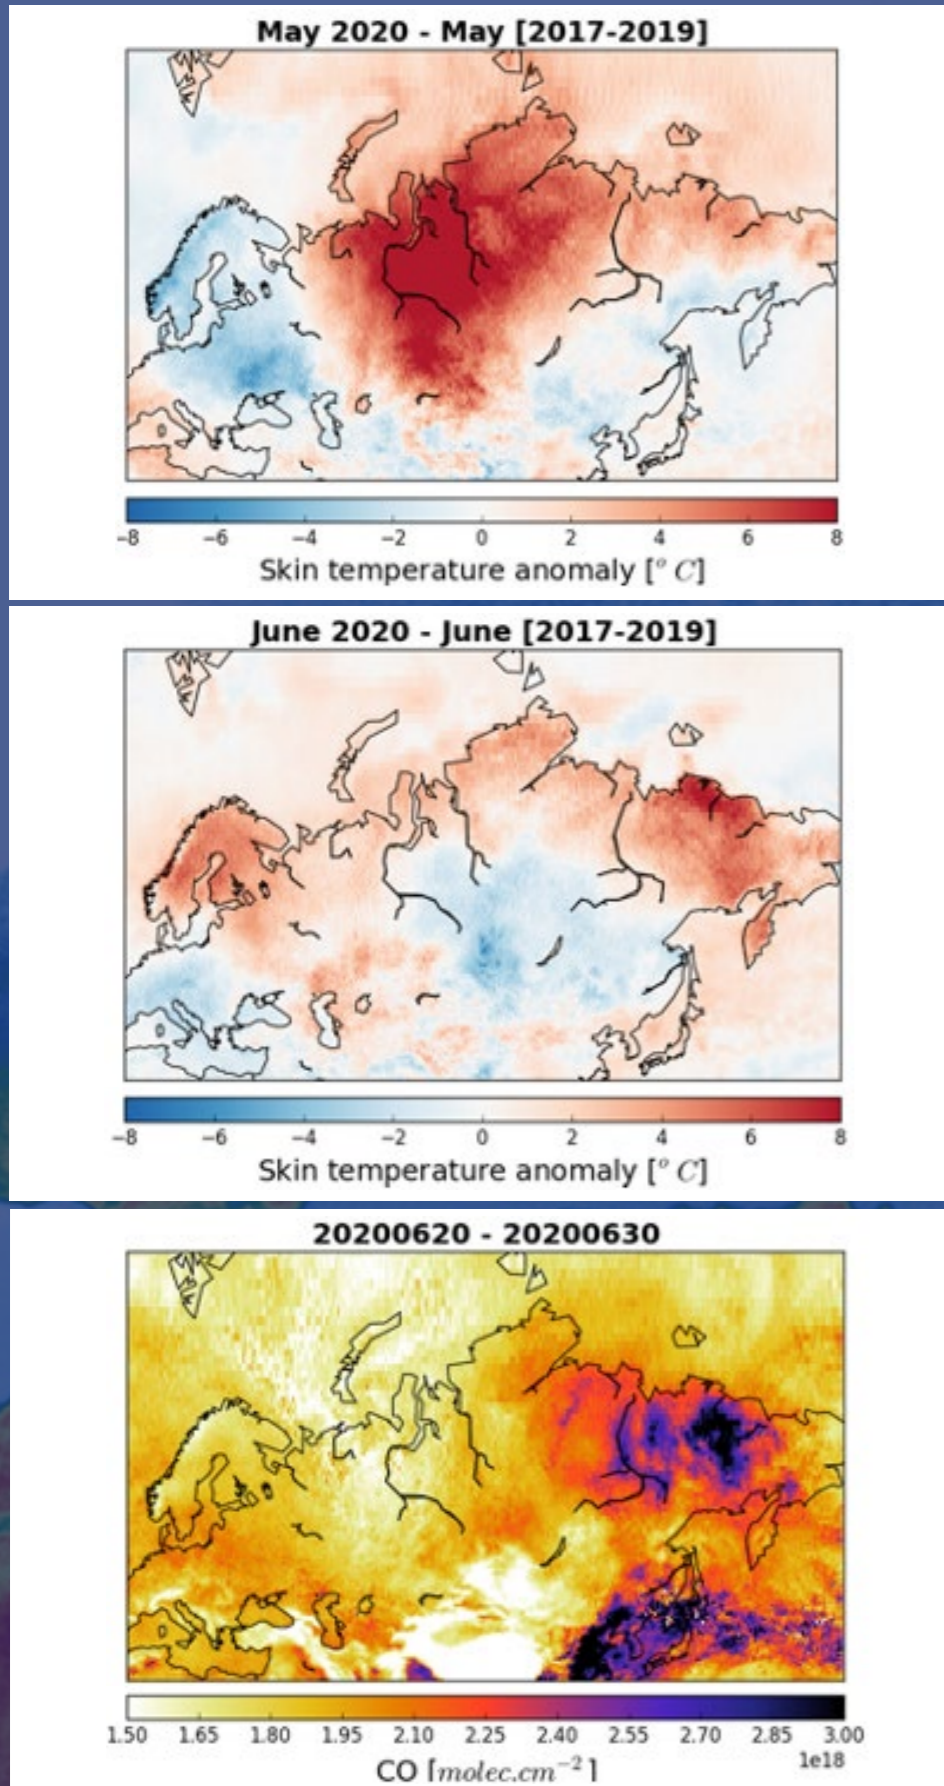 May 2020 - May [2017-2019]
−8 −6 −4 −2 0 2 4 6 8
Skin temperature anomaly [° C]
June 2020 - June [2017-2019]
−8 −6 −4 −2 0 2 4 6 8
Skin temperature anomaly [° C]
20200620 - 20200630
1.50 1.65 1.80 1.95 2.10 2.25 2.40 2.55 2.70 2.85 3.00
1e18
CO [molec.cm⁻²]